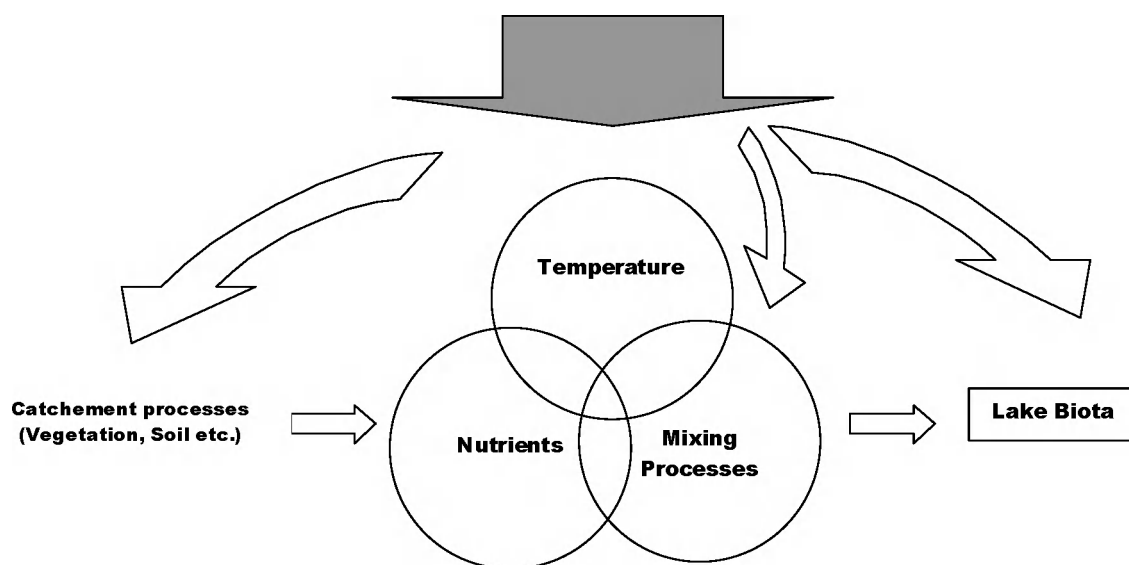 Temperature
Catchement processes
(Vegetation, Soil etc.)
Nutrients
Mixing
Processes
Lake Biota